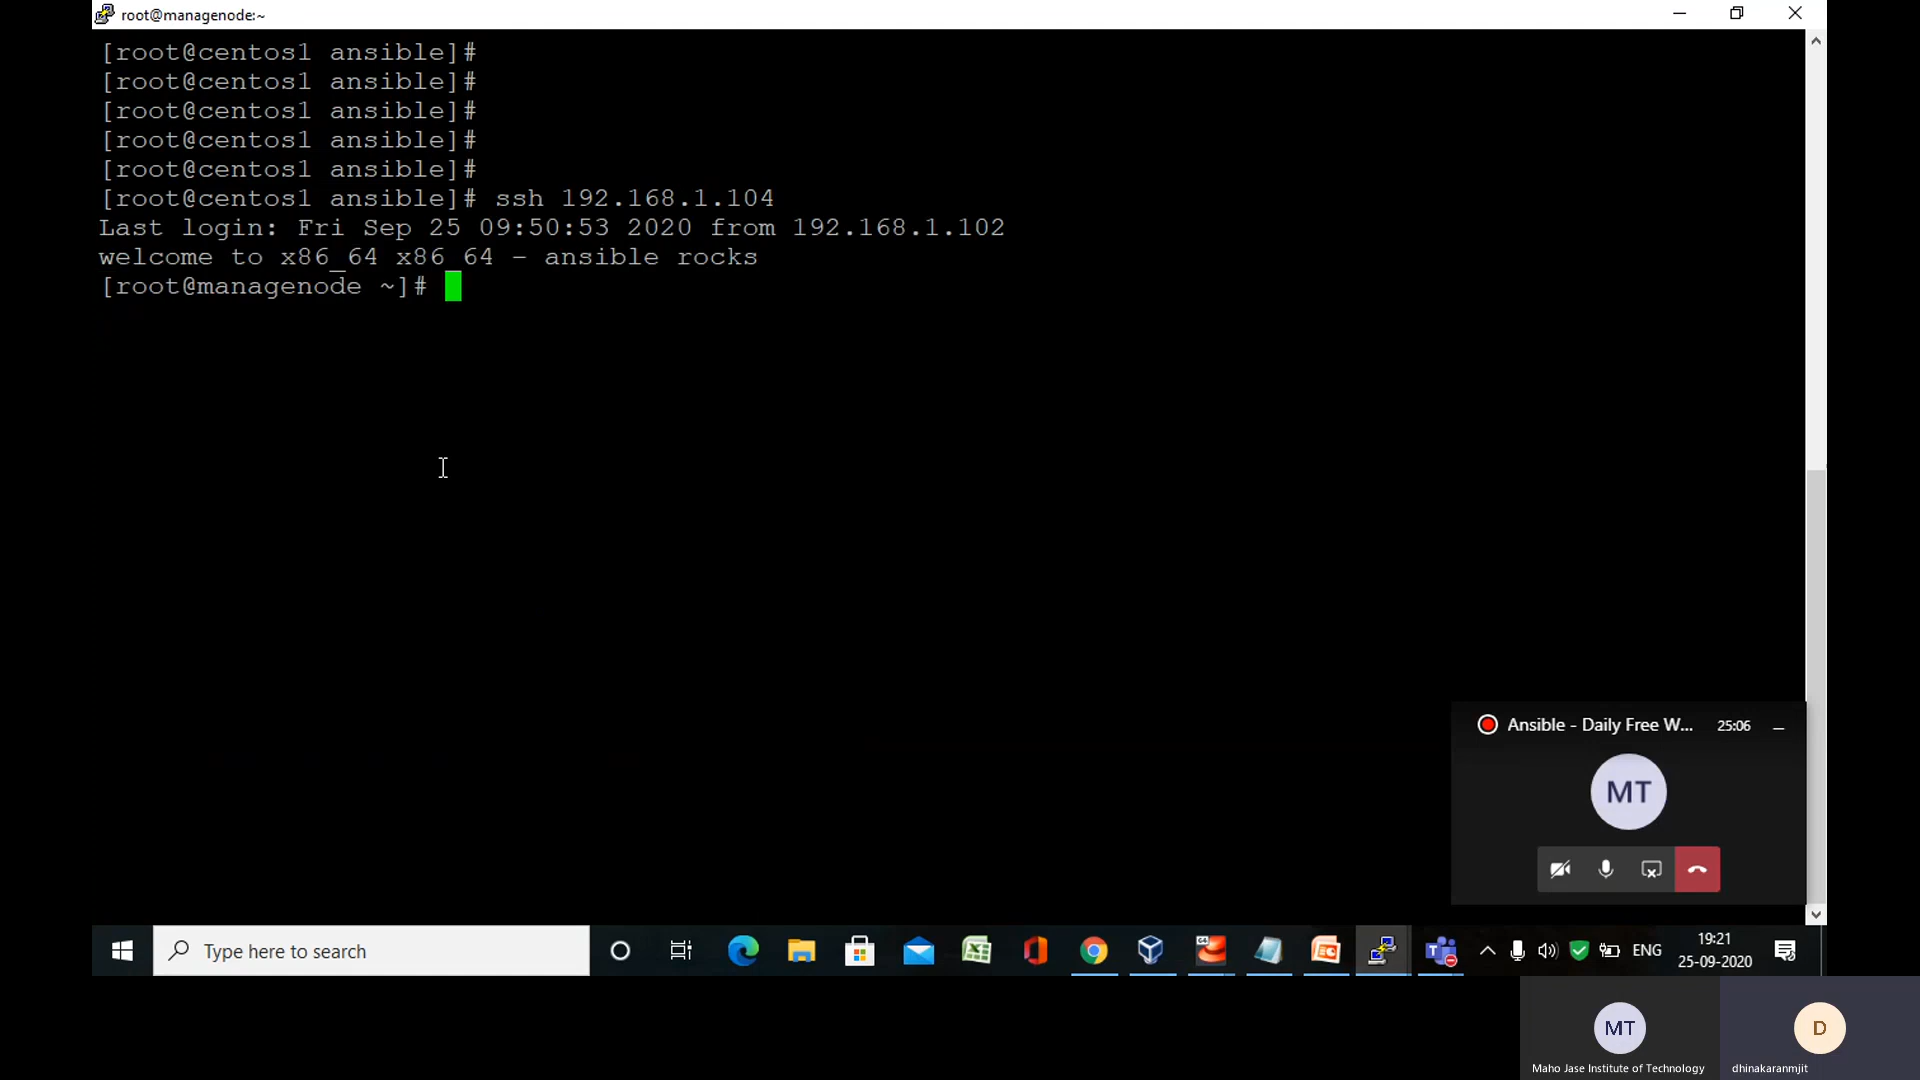 root@managenode:~
[root@centos1 ansible]#
[root@centos1 ansible]#
[root@centos1 ansible]#
[root@centos1 ansible]#
[root@centos1 ansible]#
[root@centos1 ansible]# ssh 192.168.1.104
Last login: Fri Sep 25 09:50:53 2020 from 192.168.1.102
welcome to x86_64 x86 64 - ansible rocks
[root@managenode ~]#
Ansible - Daily Free W... 25:06
MT
Type here to search
ENG
19:21
25-09-2020
MT
D
Maho Jase Institute of Technology
dhinakaranmjit